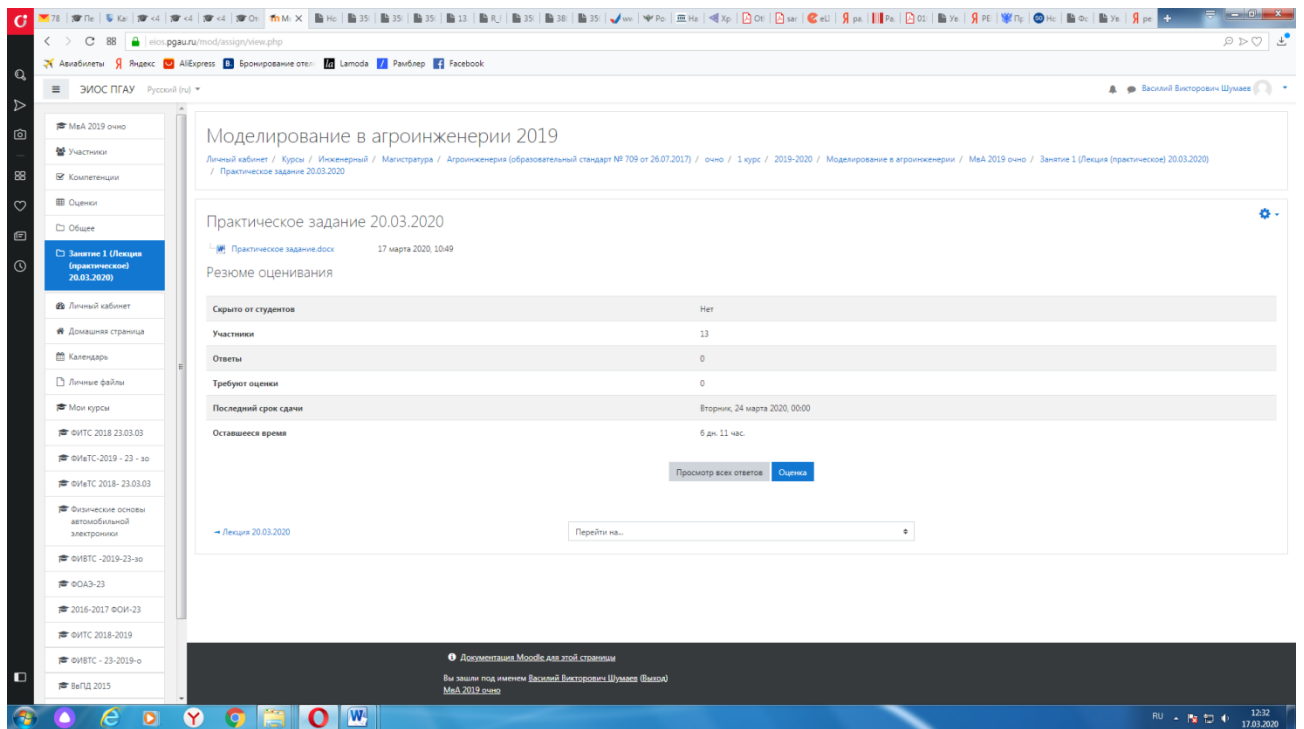 eios.pgau.ru/mod/assign/view.php
Авиабилеты Яндекс AliExpress Бронирование отел Lamoda Рамблер Facebook
ЭИОС ПГАУ Русский (ru)
Василий Викторович Шумаев
МвА 2019 очно
Участники
Компетенции
Оценки
Общее
Занятие 1 (Лекция
(практическое)
20.03.2020)
Личный кабинет
Домашняя страница
Календарь
Личные файлы
Мои курсы
ФИТС 2018 23.03.03
ФИвТС-2019 - 23 - зо
ФИвТС 2018- 23.03.03
Физические основы
автомобильной
электроники
ФИВТС -2019-23-зо
ФОАЭ-23
2016-2017 ФОИ-23
ФИТС 2018-2019
ФИВТС - 23-2019-о
ВеПД 2015
Моделирование в агроинженерии 2019
Личный кабинет / Курсы / Инженерный / Магистратура / Агроинженерия (образовательный стандарт № 709 от 26.07.2017) / очно / 1 курс / 2019-2020 / Моделирование в агроинженерии / МвА 2019 очно / Занятие 1 (Лекция (практическое) 20.03.2020)
/ Практическое задание 20.03.2020
Практическое задание 20.03.2020
Практическое задание.docx 17 марта 2020, 10:49
Резюме оценивания
Скрыто от студентов Нет
Участники 13
Ответы 0
Требуют оценки 0
Последний срок сдачи Вторник, 24 марта 2020, 00:00
Оставшееся время 6 дн. 11 час.
Просмотр всех ответов Оценка
→ Лекция 20.03.2020 Перейти на...
Документация Moodle для этой страницы
Вы зашли под именем Василий Викторович Шумаев (Выход)
МвА 2019 очно
RU 12:32
17.03.2020